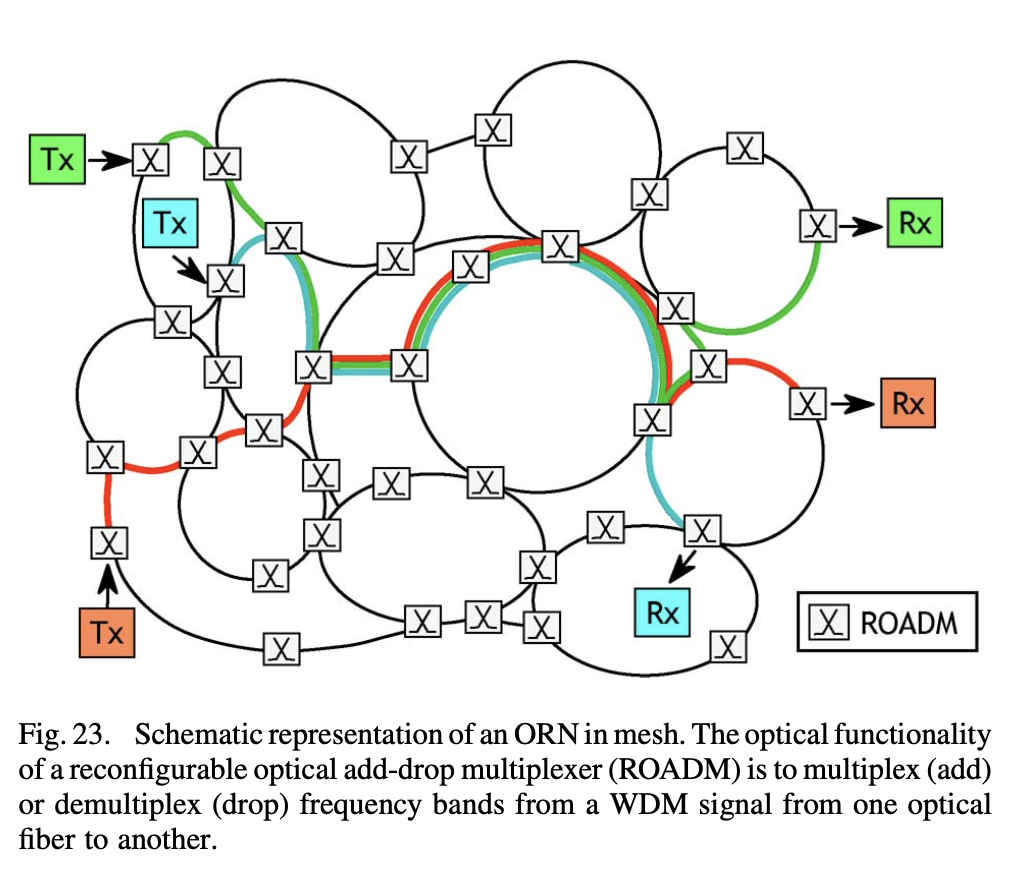 Tx
Tx
Rx
Rx
Rx
Tx
ROADM
Fig. 23. Schematic representation of an ORN in mesh. The optical functionality
of a reconfigurable optical add-drop multiplexer (ROADM) is to multiplex (add)
or demultiplex (drop) frequency bands from a WDM signal from one optical
fiber to another.